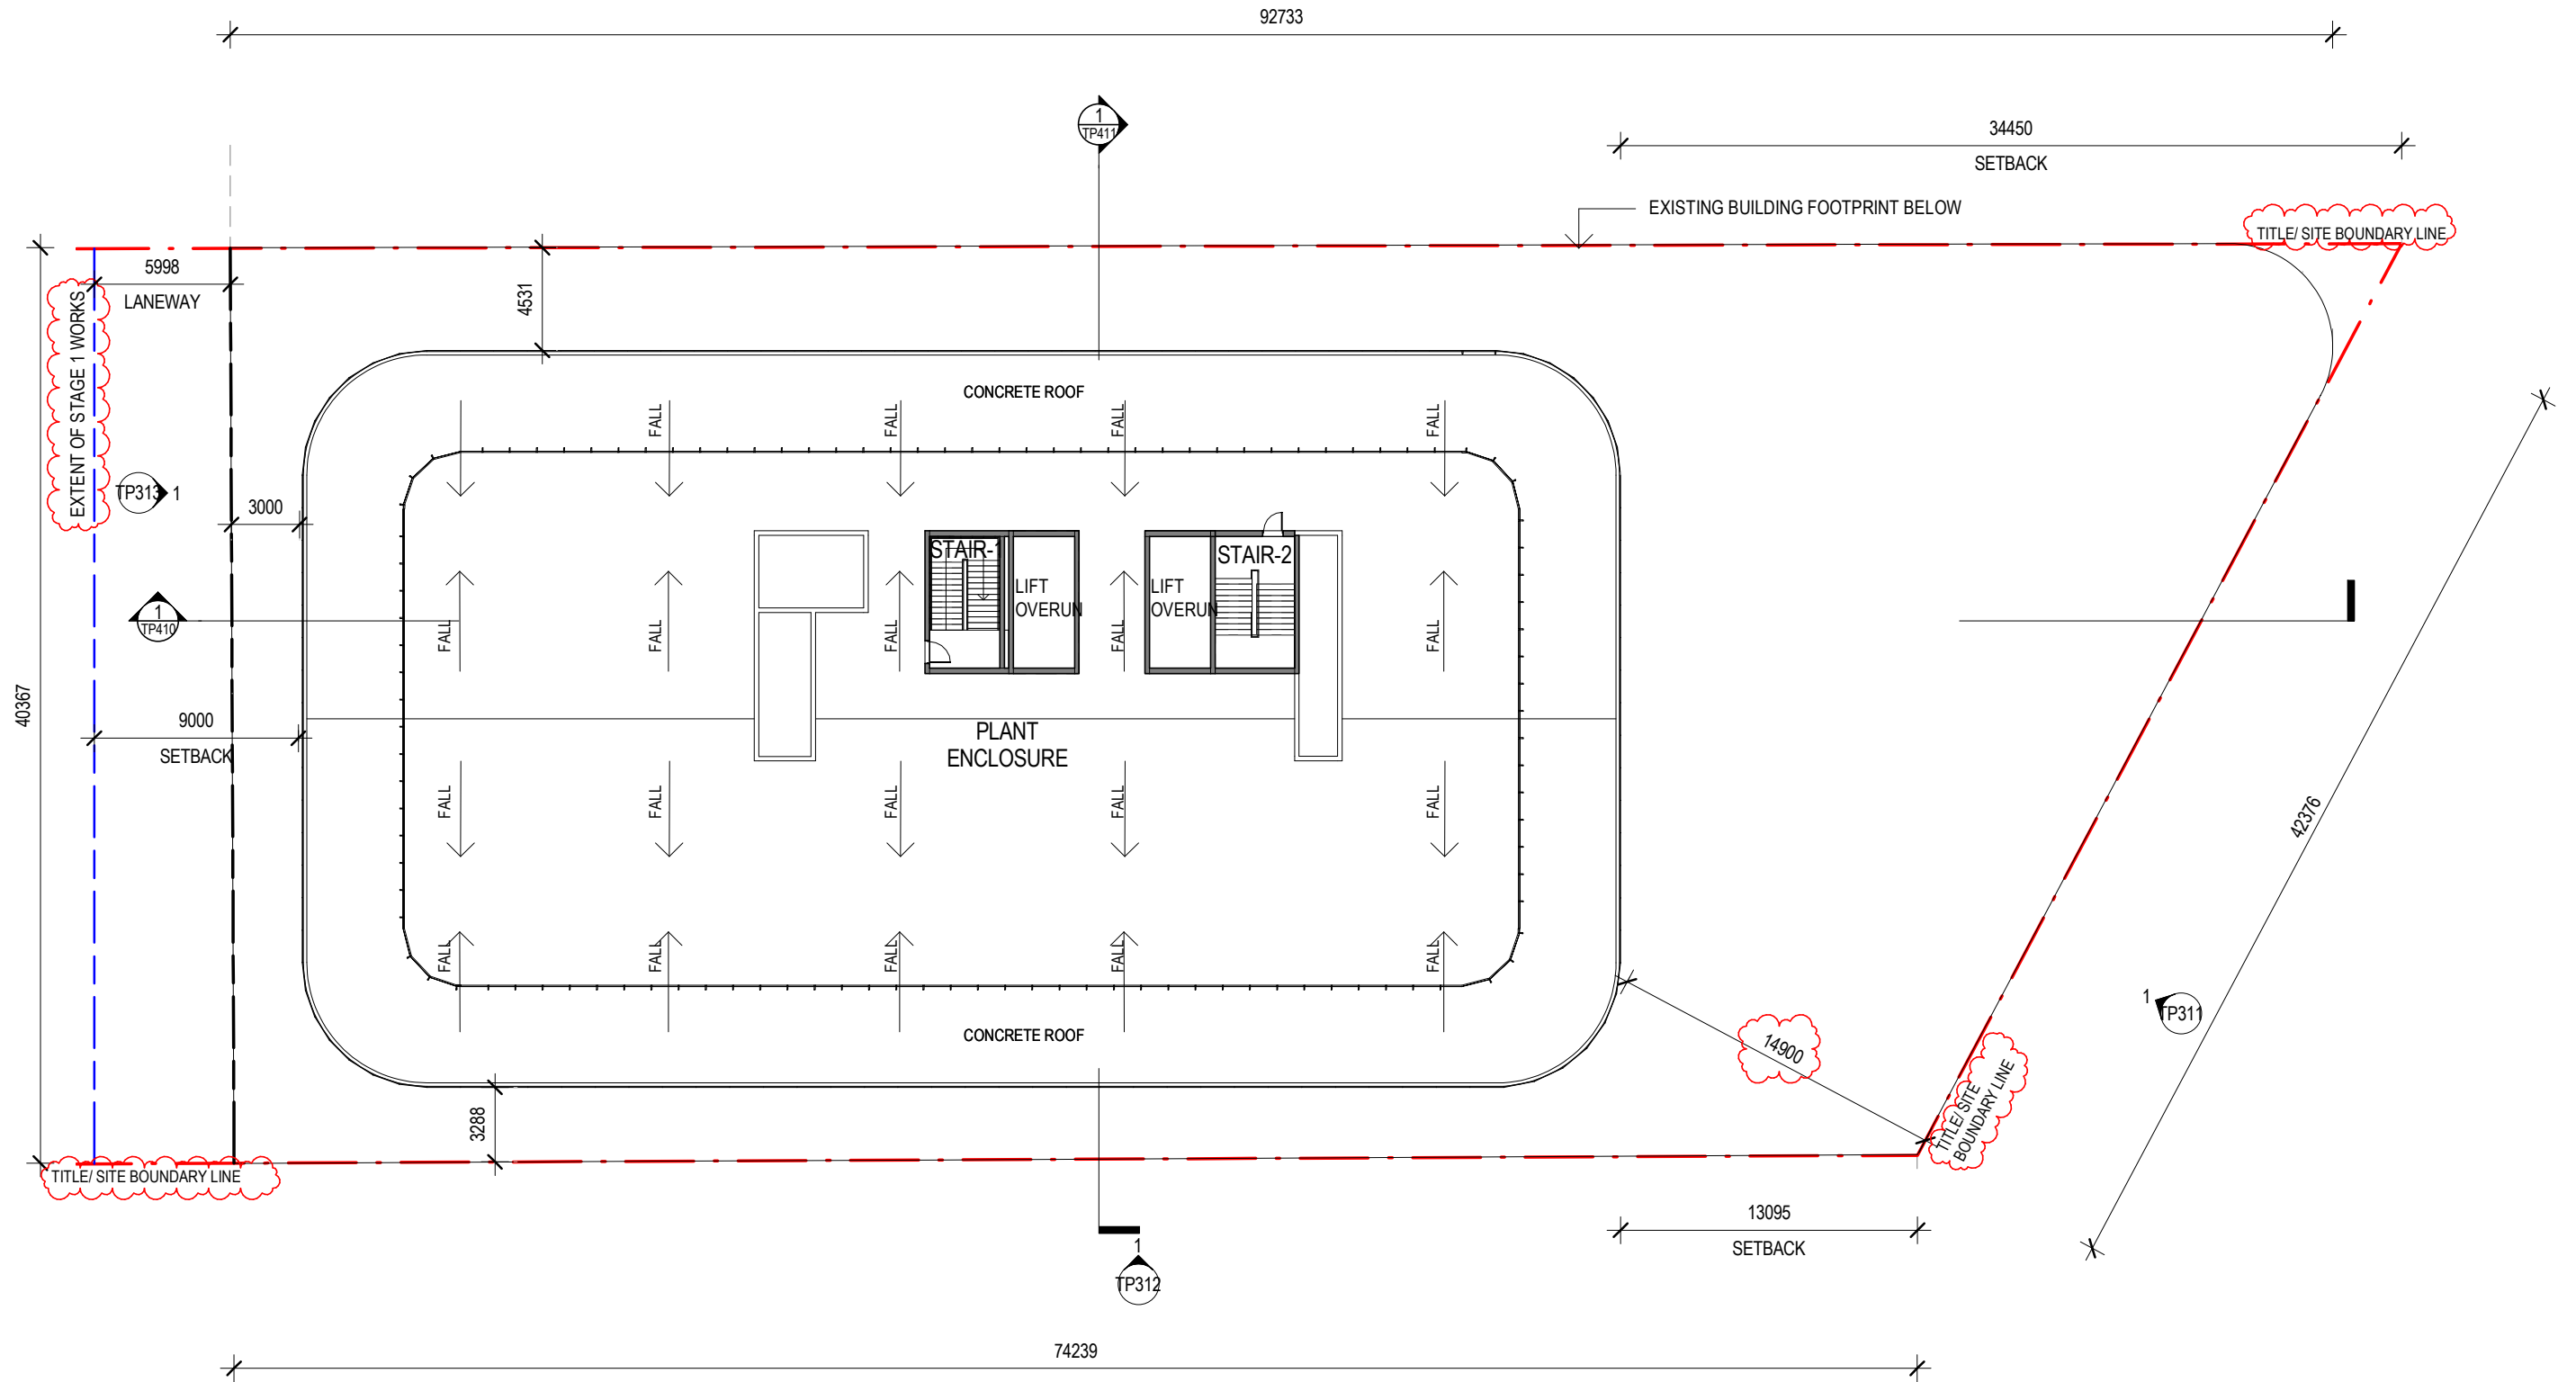 92733
1
TP411
34450
SETBACK
EXISTING BUILDING FOOTPRINT BELOW
TITLE/ SITE BOUNDARY LINE
5998
LANEWAY
EXTENT OF STAGE 1 WORKS
4531
CONCRETE ROOF
FALL
FALL
FALL
FALL
TP313
1
3000
STAIR-1
STAIR-2
LIFT
OVERUN
LIFT
OVERUN
1
TP410
FALL
FALL
FALL
FALL
FALL
40367
9000
SETBACK
PLANT
ENCLOSURE
FALL
FALL
FALL
FALL
FALL
42376
FALL
FALL
FALL
FALL
FALL
1
TP311
CONCRETE ROOF
14900
3288
TITLE/ SITE
BOUNDARY LINE
TITLE/ SITE BOUNDARY LINE
13095
SETBACK
1
TP312
74239